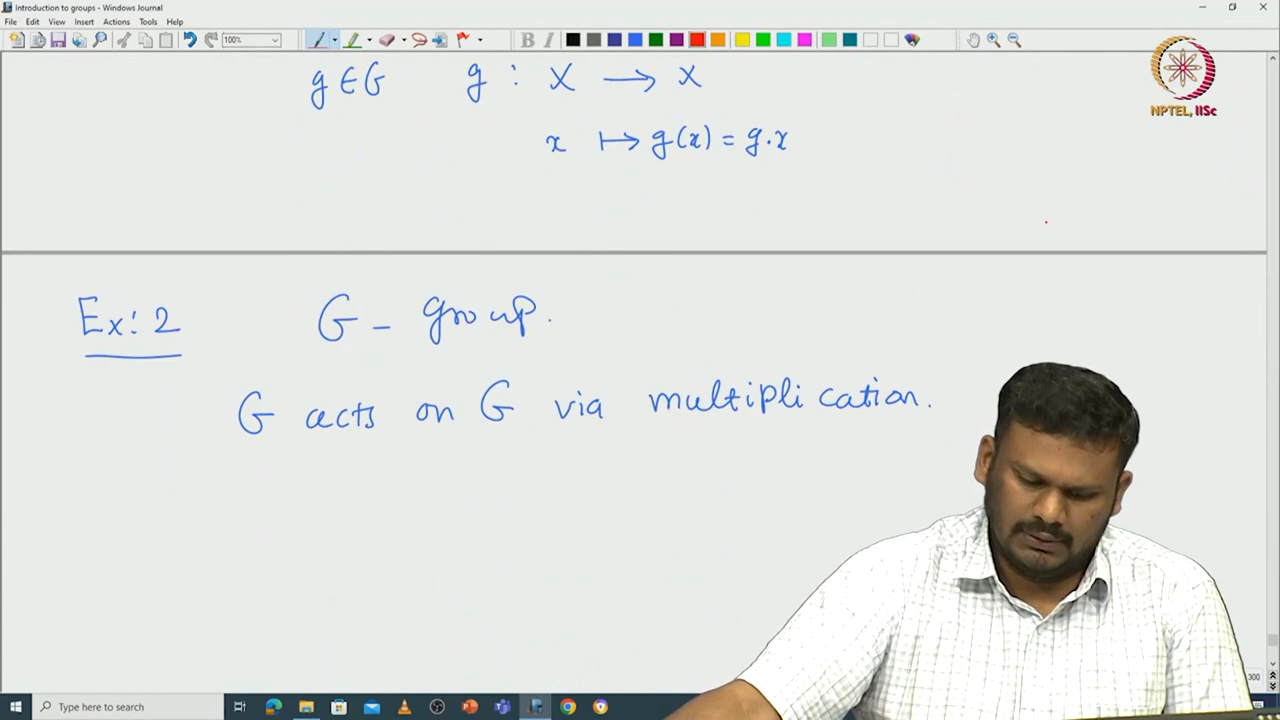 Introduction to groups - Windows Journal
File Edit View Insert Actions Tools Help
100%
B I
g ∈ G g : X ⟶ X
x ↦ g(x) = g·x
NPTEL, IISc
Ex: 2 G - group.
G acts on G via multiplication.
300
Type here to search